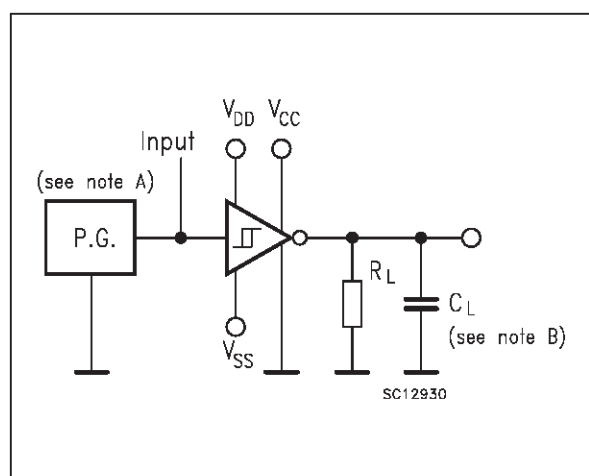 V_DD V_CC
Input
(see note A)
P.G.
R_L
C_L
(see note B)
V_SS
SC12930